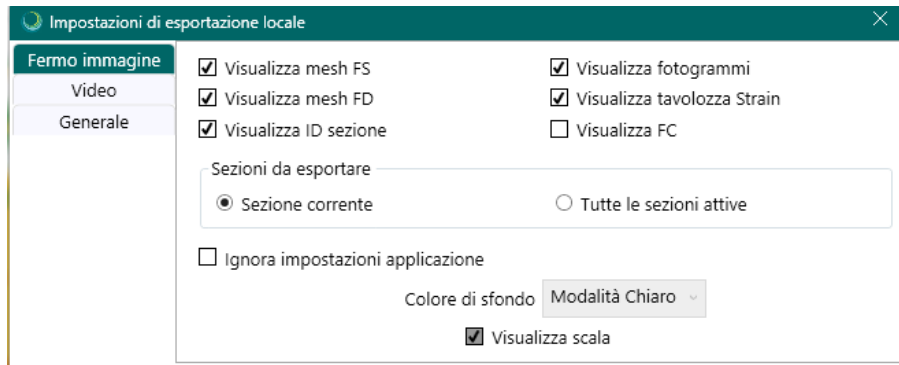 Impostazioni di esportazione locale
Fermo immagine
Video
Generale
Visualizza mesh FS
Visualizza fotogrammi
Visualizza mesh FD
Visualizza tavolozza Strain
Visualizza ID sezione
Visualizza FC
Sezioni da esportare
Sezione corrente
Tutte le sezioni attive
Ignora impostazioni applicazione
Colore di sfondo Modalità Chiaro
Visualizza scala